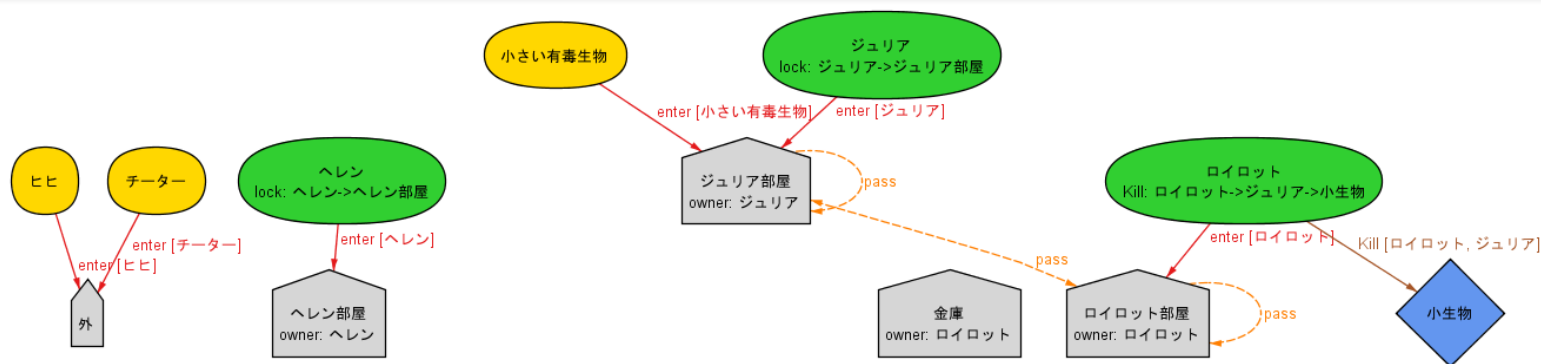 小さい有毒生物
ジュリア
lock: ジュリア->ジュリア部屋
enter [小さい有毒生物]
enter [ジュリア]
ヒヒ
チーター
ヘレン
lock: ヘレン->ヘレン部屋
ジュリア部屋
owner: ジュリア
pass
ロイロット
Kill: ロイロット->ジュリア->小生物
enter [チーター]
enter [ヒヒ]
enter [ヘレン]
pass
enter [ロイロット]
Kill [ロイロット, ジュリア]
外
ヘレン部屋
owner: ヘレン
金庫
owner: ロイロット
ロイロット部屋
owner: ロイロット
pass
小生物